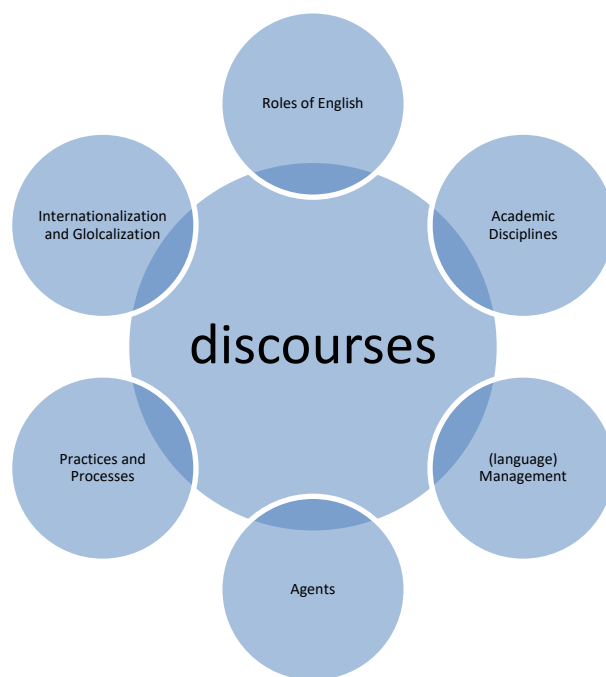 Roles of English
Internationalization
and Glolcalization
Academic
Disciplines
discourses
Practices and
Processes
(language)
Management
Agents